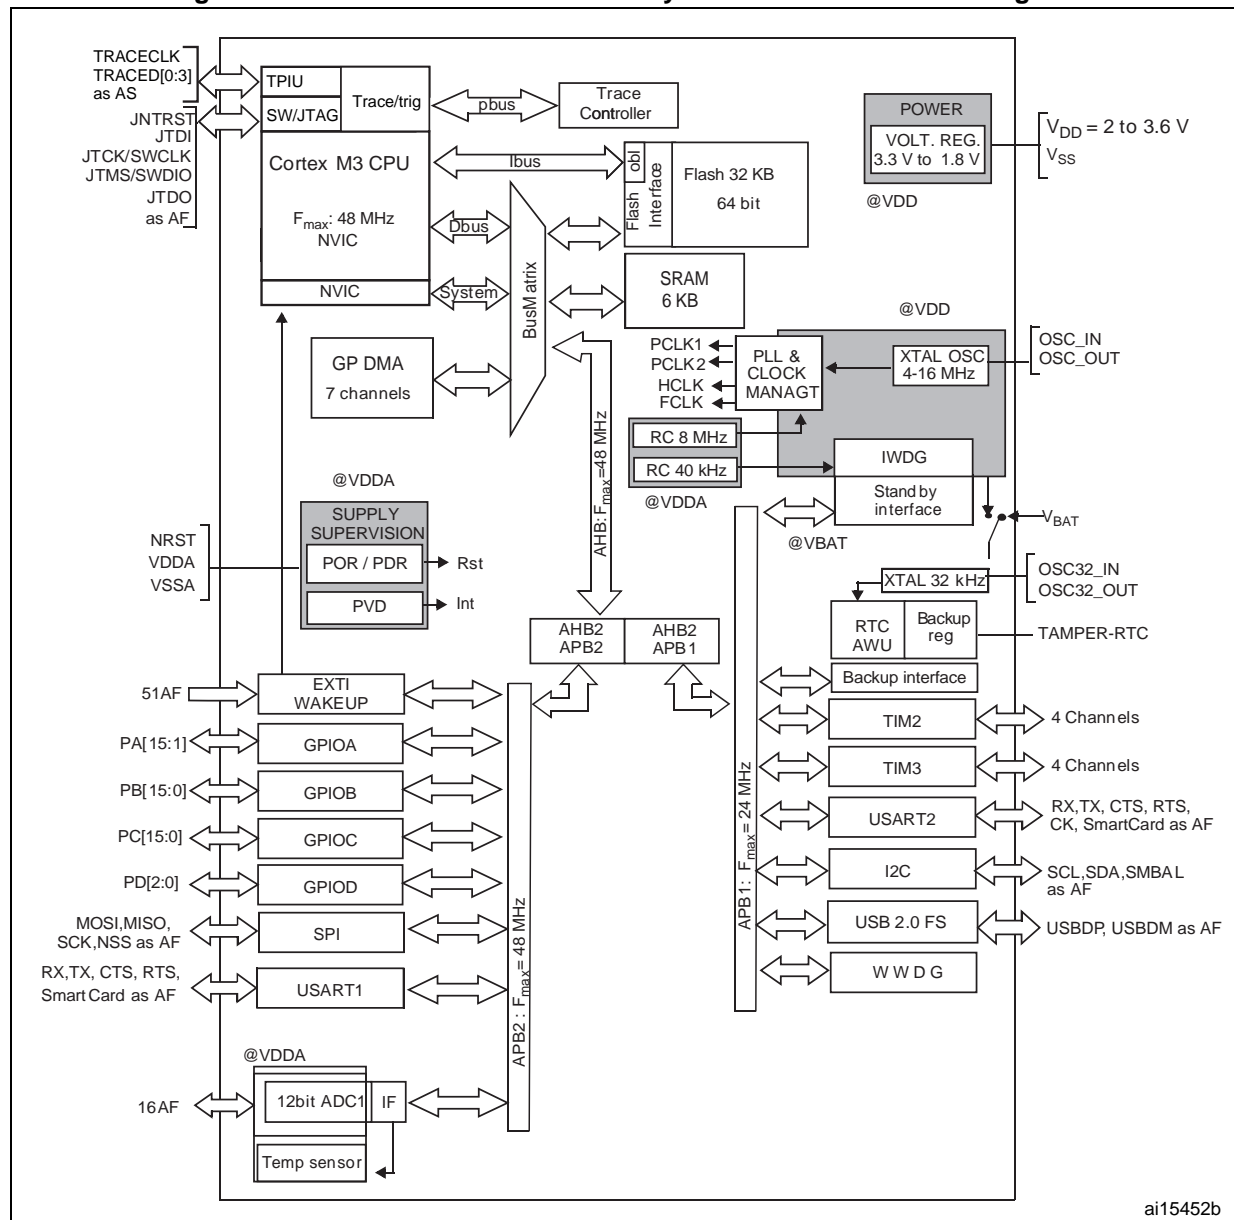 TRACECLK
TRACED[0:3]
as AS
JNTRST
JTDI
JTCK/SWCLK
JTMS/SWDIO
JTDO
as AF
TPIU
SW/JTAG
Trace/trig
pbus
Trace
Controller
Cortex M3 CPU
Fmax: 48 MHz
NVIC
NVIC
Ibus
Dbus
System
BusMatrix
Flash
obl
Interface
Flash 32 KB
64 bit
SRAM
6 KB
POWER
VOLT. REG.
3.3 V to 1.8 V
@VDD
VDD = 2 to 3.6 V
VSS
GP DMA
7 channels
PCLK1
PCLK2
HCLK
FCLK
PLL &
CLOCK
MANAGT
@VDD
XTAL OSC
4-16 MHz
OSC_IN
OSC_OUT
RC 8 MHz
RC 40 kHz
@VDDA
IWDG
Stand by
interface
@VBAT
VBAT
OSC32_IN
OSC32_OUT
XTAL 32 kHz
RTC
AWU
Backup
reg
TAMPER-RTC
Backup interface
AHB: Fmax=48 MHz
@VDDA
SUPPLY
SUPERVISION
NRST
VDDA
VSSA
POR / PDR
Rst
PVD
Int
AHB2
APB2
AHB2
APB1
51AF
EXTI
WAKEUP
PA[15:1]
GPIOA
PB[15:0]
GPIOB
PC[15:0]
GPIOC
PD[2:0]
GPIOD
MOSI,MISO,
SCK,NSS as AF
SPI
RX,TX, CTS, RTS,
SmartCard as AF
USART1
APB2 : Fmax= 48 MHz
APB1 : Fmax= 24 MHz
TIM2
4 Channels
TIM3
4 Channels
USART2
RX,TX, CTS, RTS,
CK, SmartCard as AF
I2C
SCL,SDA,SMBAL
as AF
USB 2.0 FS
USBDP, USBDM as AF
WWDG
@VDDA
16AF
12bit ADC1
IF
Temp sensor
ai15452b